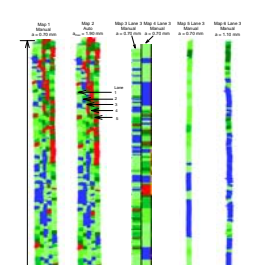 Map 1
Manual
a = 0.70 mm
Map 2
Auto
= 1.80 mm
Map 3 Lane 3
Manual
a = 0.70 mm
Map 4 Lane 3
Manual
a = 0.70 mm
Map 5 Lane 3
Manual
a = 0.70 mm
Map 6 Lane 3
Manual
a = 1.10 mm
Lane
1
2
3
4
5